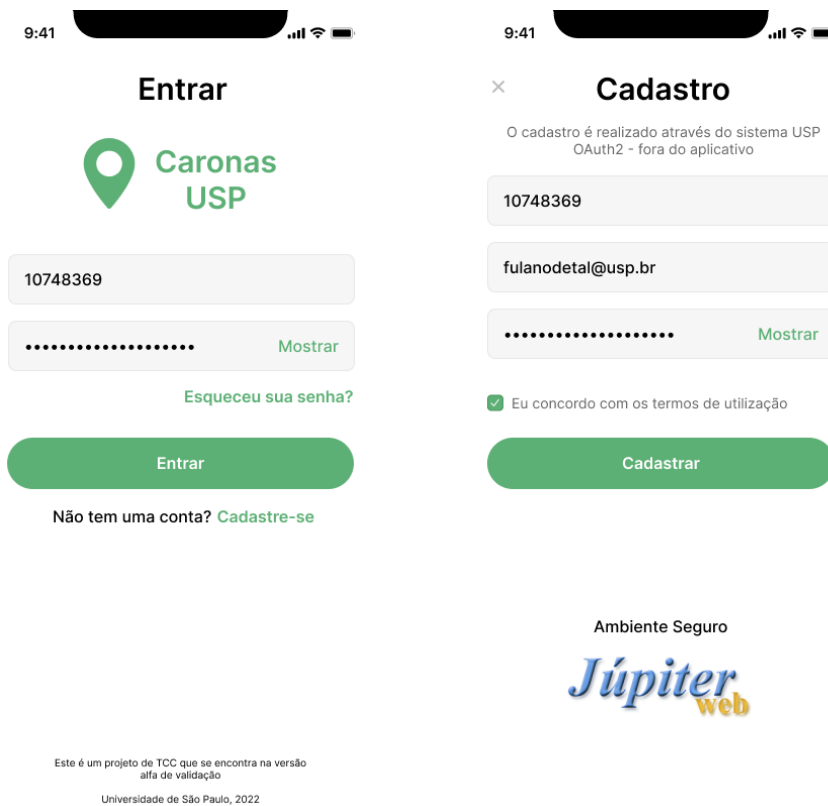 9:41
Entrar
Caronas
USP
10748369
••••••••••••••••••••
Mostrar
Esqueceu sua senha?
Entrar
Não tem uma conta? Cadastre-se
Este é um projeto de TCC que se encontra na versão
alfa de validação
Universidade de São Paulo, 2022
9:41
Cadastro
O cadastro é realizado através do sistema USP
OAuth2 - fora do aplicativo
10748369
fulanodetal@usp.br
••••••••••••••••••••
Mostrar
Eu concordo com os termos de utilização
Cadastrar
Ambiente Seguro
Júpiter
web